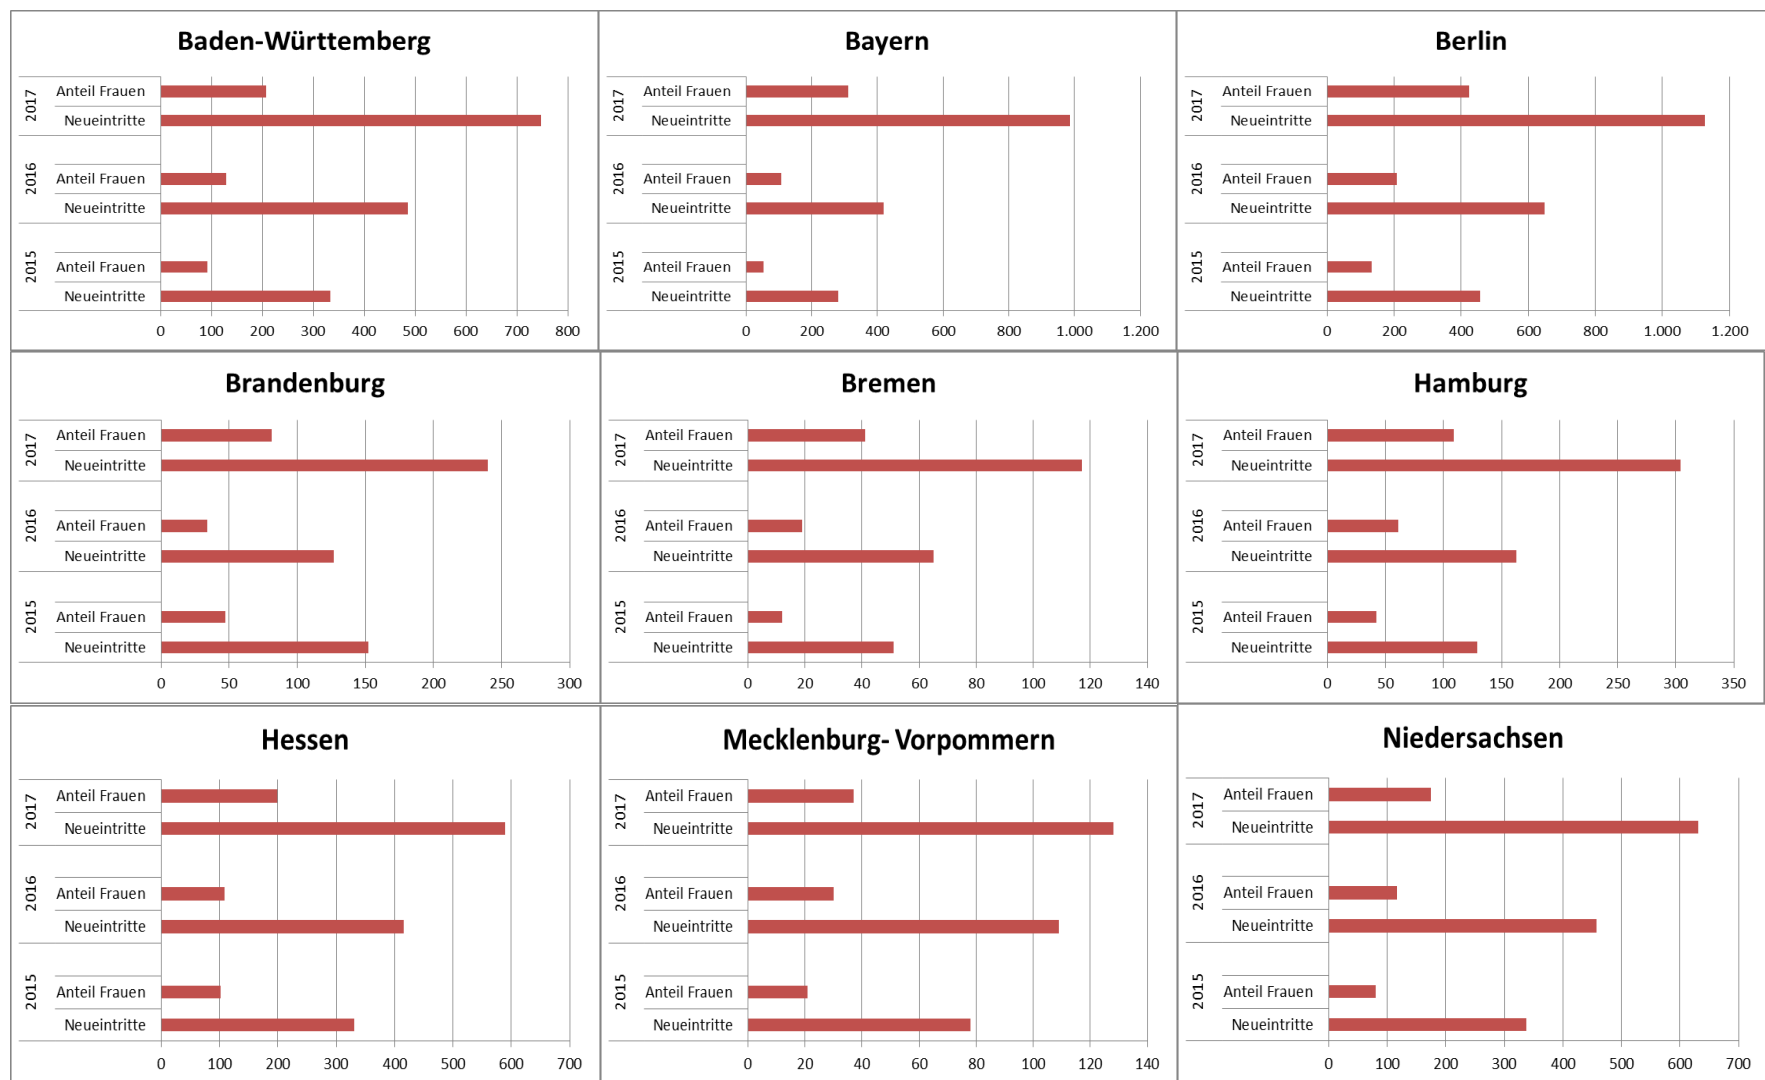 Baden-Württemberg
2017
Anteil Frauen
Neueintritte
2016
Anteil Frauen
Neueintritte
2015
Anteil Frauen
Neueintritte
0 100 200 300 400 500 600 700 800
Bayern
2017
Anteil Frauen
Neueintritte
2016
Anteil Frauen
Neueintritte
2015
Anteil Frauen
Neueintritte
0 200 400 600 800 1.000 1.200
Berlin
2017
Anteil Frauen
Neueintritte
2016
Anteil Frauen
Neueintritte
2015
Anteil Frauen
Neueintritte
0 200 400 600 800 1.000 1.200
Brandenburg
2017
Anteil Frauen
Neueintritte
2016
Anteil Frauen
Neueintritte
2015
Anteil Frauen
Neueintritte
0 50 100 150 200 250 300
Bremen
2017
Anteil Frauen
Neueintritte
2016
Anteil Frauen
Neueintritte
2015
Anteil Frauen
Neueintritte
0 20 40 60 80 100 120 140
Hamburg
2017
Anteil Frauen
Neueintritte
2016
Anteil Frauen
Neueintritte
2015
Anteil Frauen
Neueintritte
0 50 100 150 200 250 300 350
Hessen
2017
Anteil Frauen
Neueintritte
2016
Anteil Frauen
Neueintritte
2015
Anteil Frauen
Neueintritte
0 100 200 300 400 500 600 700
Mecklenburg- Vorpommern
2017
Anteil Frauen
Neueintritte
2016
Anteil Frauen
Neueintritte
2015
Anteil Frauen
Neueintritte
0 20 40 60 80 100 120 140
Niedersachsen
2017
Anteil Frauen
Neueintritte
2016
Anteil Frauen
Neueintritte
2015
Anteil Frauen
Neueintritte
0 100 200 300 400 500 600 700